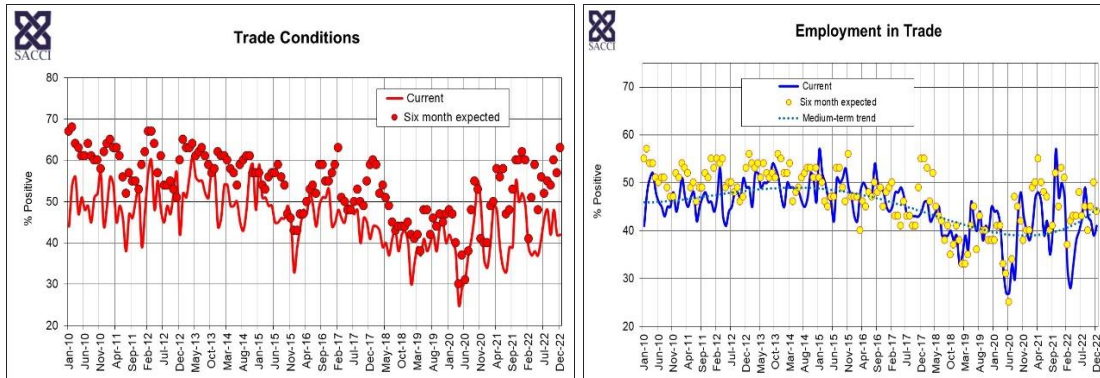 SACCI
Trade Conditions
80
70
60
50
40
30
20
% Positive
Current
Six month expected
Jan-10
Jun-10
Nov-10
Apr-11
Sep-11
Feb-12
Jul-12
Dec-12
May-13
Oct-13
Mar-14
Aug-14
Jan-15
Jun-15
Nov-15
Apr-16
Sep-16
Feb-17
Jul-17
Dec-17
May-18
Oct-18
Mar-19
Aug-19
Jan-20
Jun-20
Nov-20
Apr-21
Sep-21
Feb-22
Jul-22
Dec-22
SACCI
Employment in Trade
70
60
50
40
30
20
% Positive
Current
Six month expected
Medium-term trend
Jan-10
Jun-10
Nov-10
Apr-11
Sep-11
Feb-12
Jul-12
Dec-12
May-13
Oct-13
Mar-14
Aug-14
Jan-15
Jun-15
Nov-15
Apr-16
Sep-16
Feb-17
Jul-17
Dec-17
May-18
Oct-18
Mar-19
Aug-19
Jan-20
Jun-20
Nov-20
Apr-21
Sep-21
Feb-22
Jul-22
Dec-22